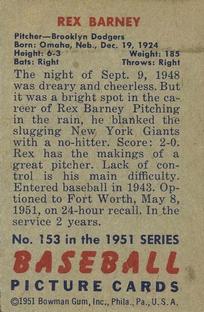 REX BARNEY
Pitcher—Brooklyn Dodgers
Born: Omaha, Neb., Dec. 19, 1924
Height: 6-3 Weight: 185
Bats: Right Throws: Right
The night of Sept. 9, 1948
was dreary and cheerless. But
it was a bright spot in the ca-
reer of Rex Barney Pitching
in the rain, he blanked the
slugging New York Giants
with a no-hitter. Score: 2-0.
Rex has the makings of a
great pitcher. Lack of con-
trol is his main difficulty.
Entered baseball in 1943. Op-
tioned to Fort Worth, May 8,
1951, on 24-hour recall. In the
service 2 years.
No. 153 in the 1951 SERIES
BASEBALL
PICTURE CARDS
©1951 Bowman Gum, Inc., Phila., Pa., U. S. A.